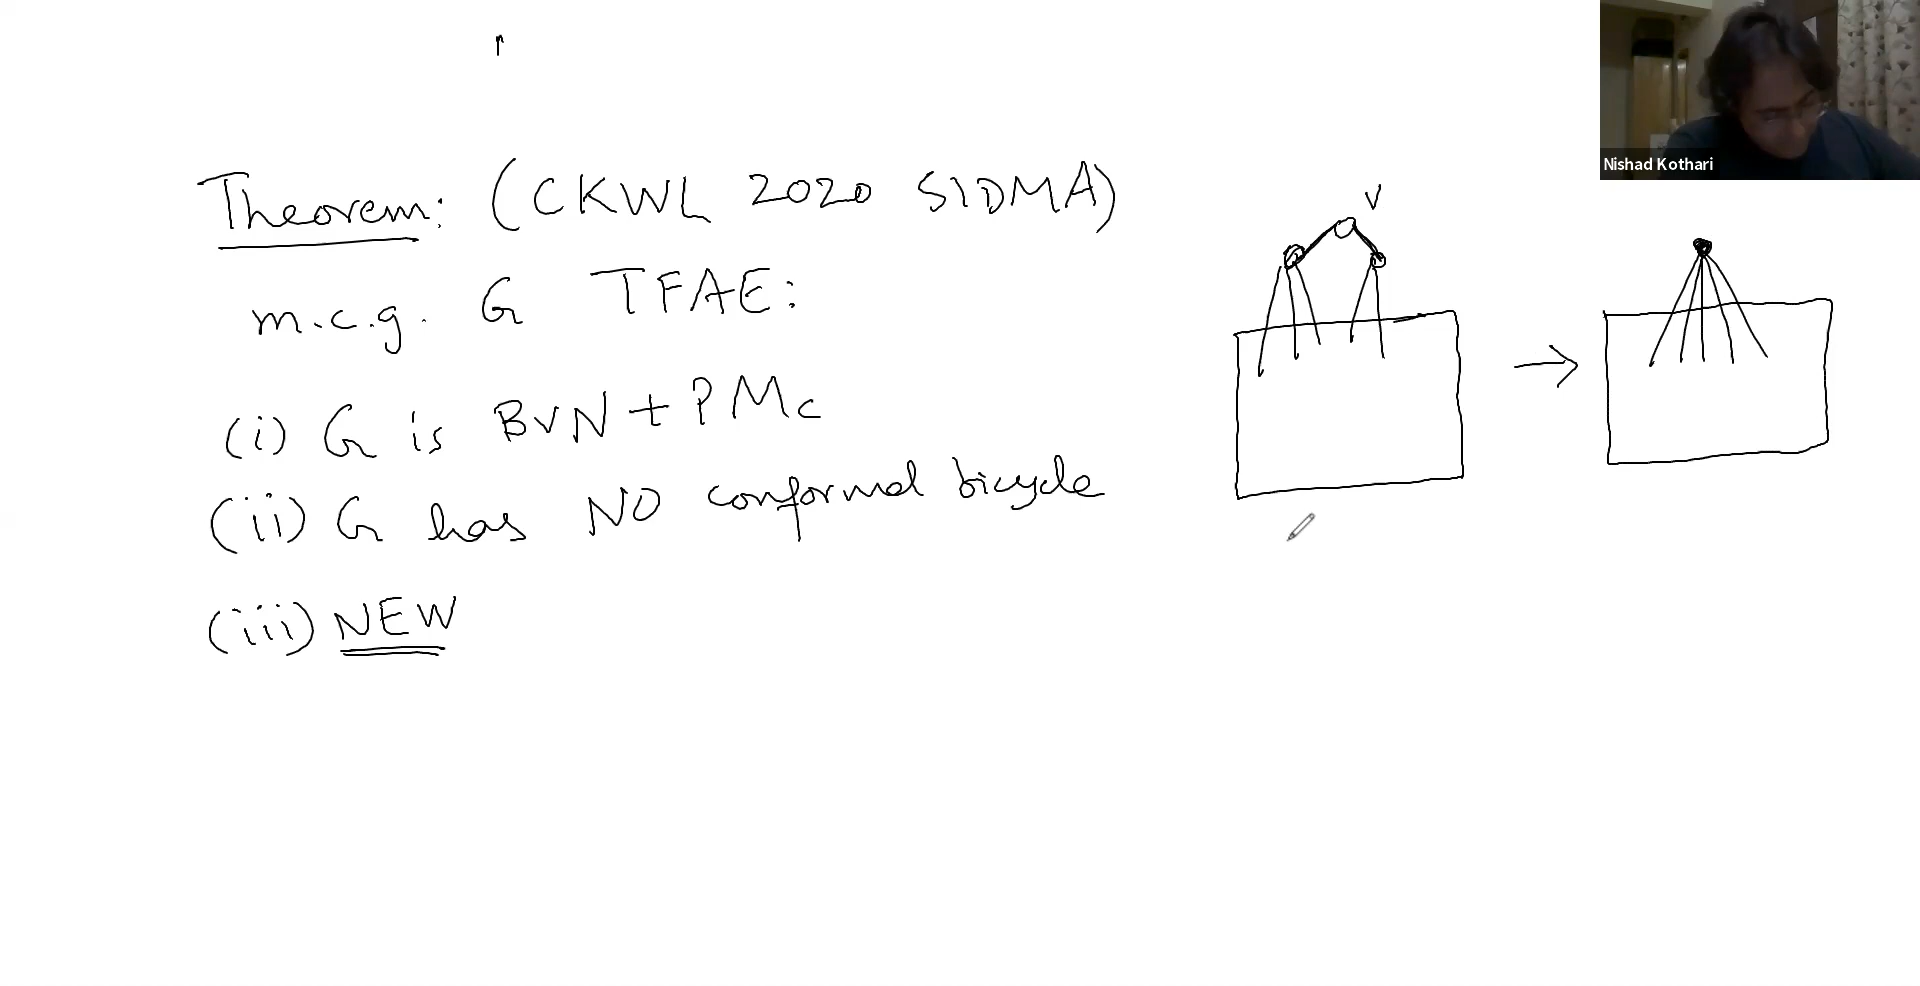 Theorem: (CKWL 2020 SIDMA)
m.c.g. G TFAE:
(i) G is BVN + PMc
(ii) G has NO conformal bicycle
(iii) NEW
v
Nishad Kothari